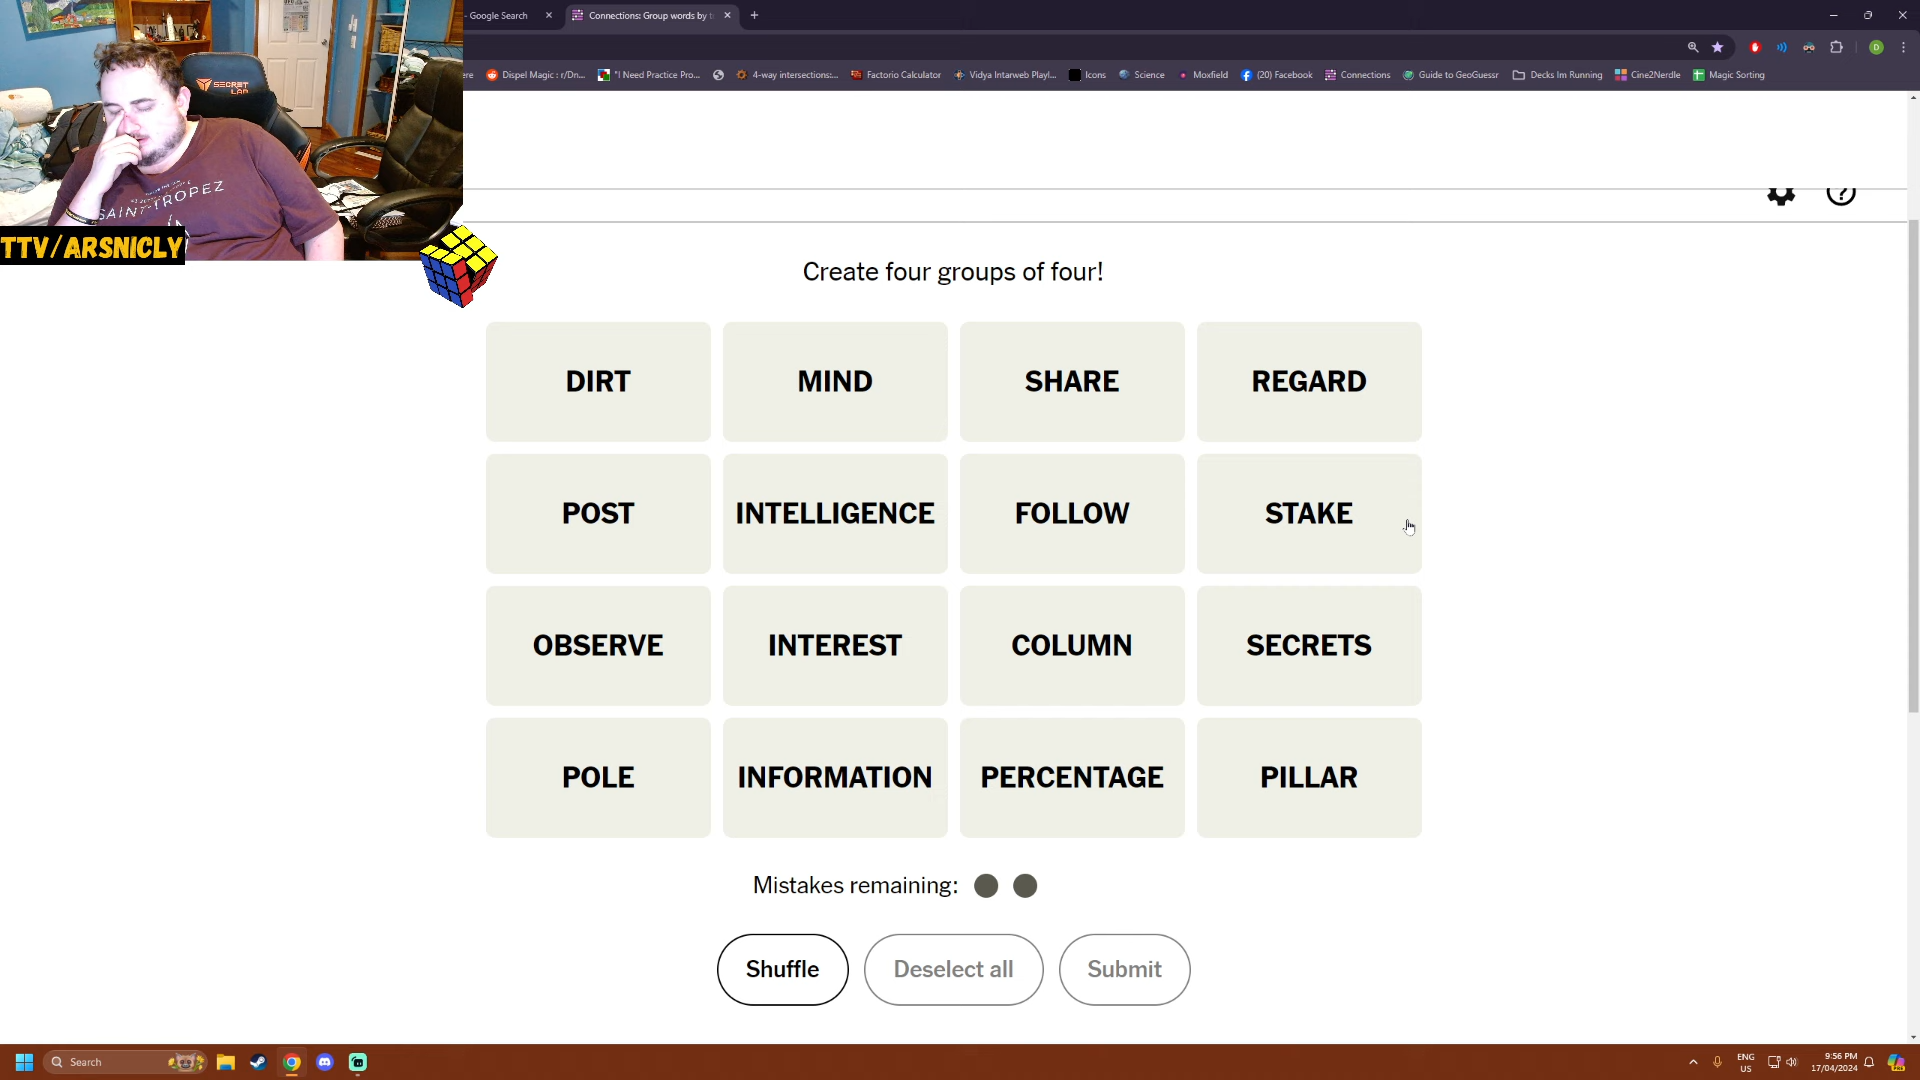 - Google Search
Connections: Group words by t
Dispel Magic : r/Dn...
"I Need Practice Pro...
4-way intersections:...
Factorio Calculator
Vidya Intarweb Playl...
Icons
Science
Moxfield
(20) Facebook
Connections
Guide to GeoGuessr
Decks Im Running
Cine2Nerdle
Magic Sorting
SECRET LAB
SAINT-TROPEZ
TTV/ARSNICLY
Create four groups of four!
DIRT MIND SHARE REGARD
POST INTELLIGENCE FOLLOW STAKE
OBSERVE INTEREST COLUMN SECRETS
POLE INFORMATION PERCENTAGE PILLAR
Mistakes remaining:
Shuffle Deselect all Submit
Search
ENG
US
9:56 PM
17/04/2024